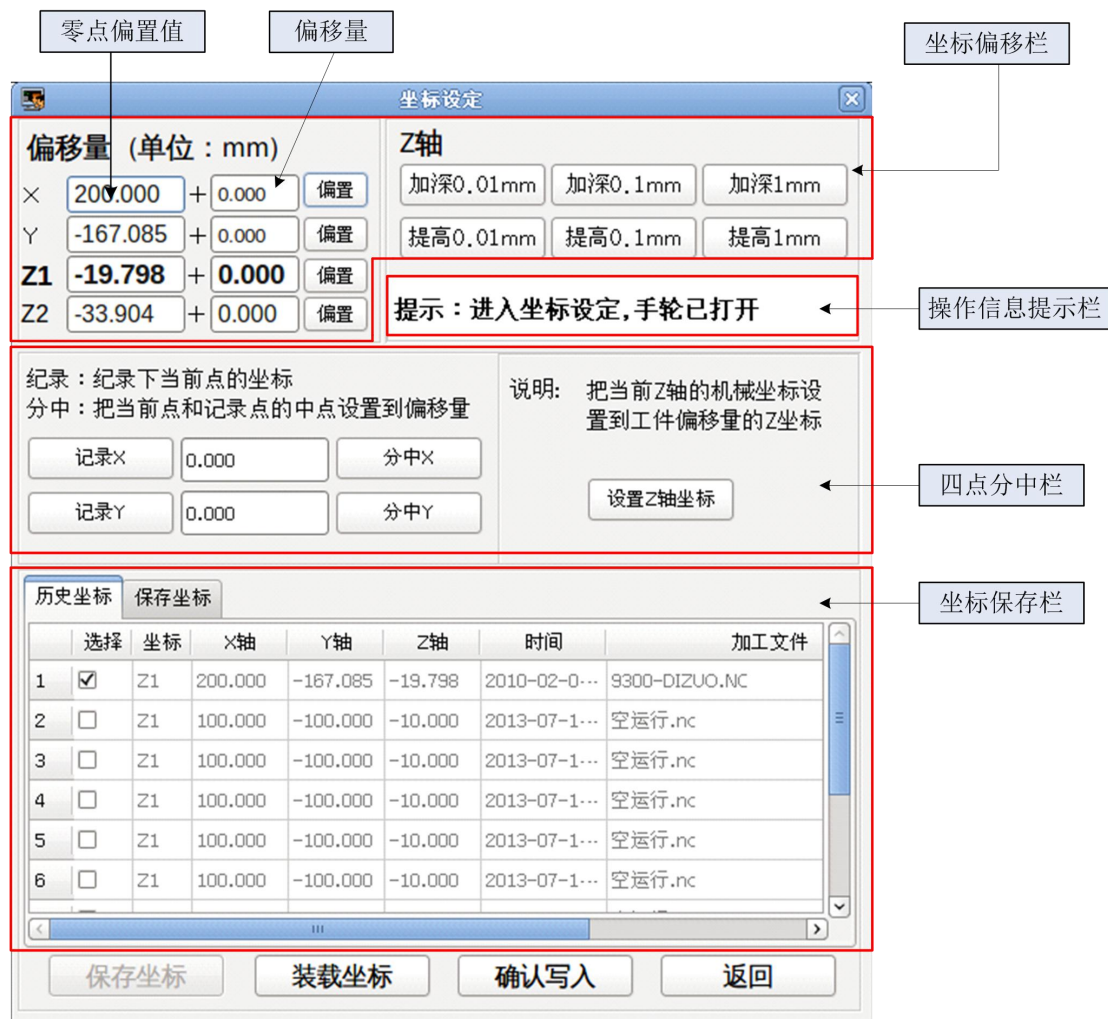 零点偏置值
偏移量
坐标偏移栏
坐标设定
偏移量（单位：mm)
Z轴
X 200.000 + 0.000 偏置
加深0.01mm 加深0.1mm 加深1mm
Y -167.085 + 0.000 偏置
提高0.01mm 提高0.1mm 提高1mm
Z1 -19.798 + 0.000 偏置
Z2 -33.904 + 0.000 偏置
提示：进入坐标设定,手轮已打开
操作信息提示栏
纪录：纪录下当前点的坐标
分中：把当前点和记录点的中点设置到偏移量
记录X 0.000 分中X
记录Y 0.000 分中Y
说明: 把当前Z轴的机械坐标设
置到工件偏移量的Z坐标
设置Z轴坐标
四点分中栏
历史坐标 保存坐标
坐标保存栏
选择 坐标 X轴 Y轴 Z轴 时间 加工文件
1 Z1 200.000 -167.085 -19.798 2010-02-0··· 9300-DIZUO.NC
2 Z1 100.000 -100.000 -10.000 2013-07-1··· 空运行.nc
3 Z1 100.000 -100.000 -10.000 2013-07-1··· 空运行.nc
4 Z1 100.000 -100.000 -10.000 2013-07-1··· 空运行.nc
5 Z1 100.000 -100.000 -10.000 2013-07-1··· 空运行.nc
6 Z1 100.000 -100.000 -10.000 2013-07-1··· 空运行.nc
保存坐标 装载坐标 确认写入 返回